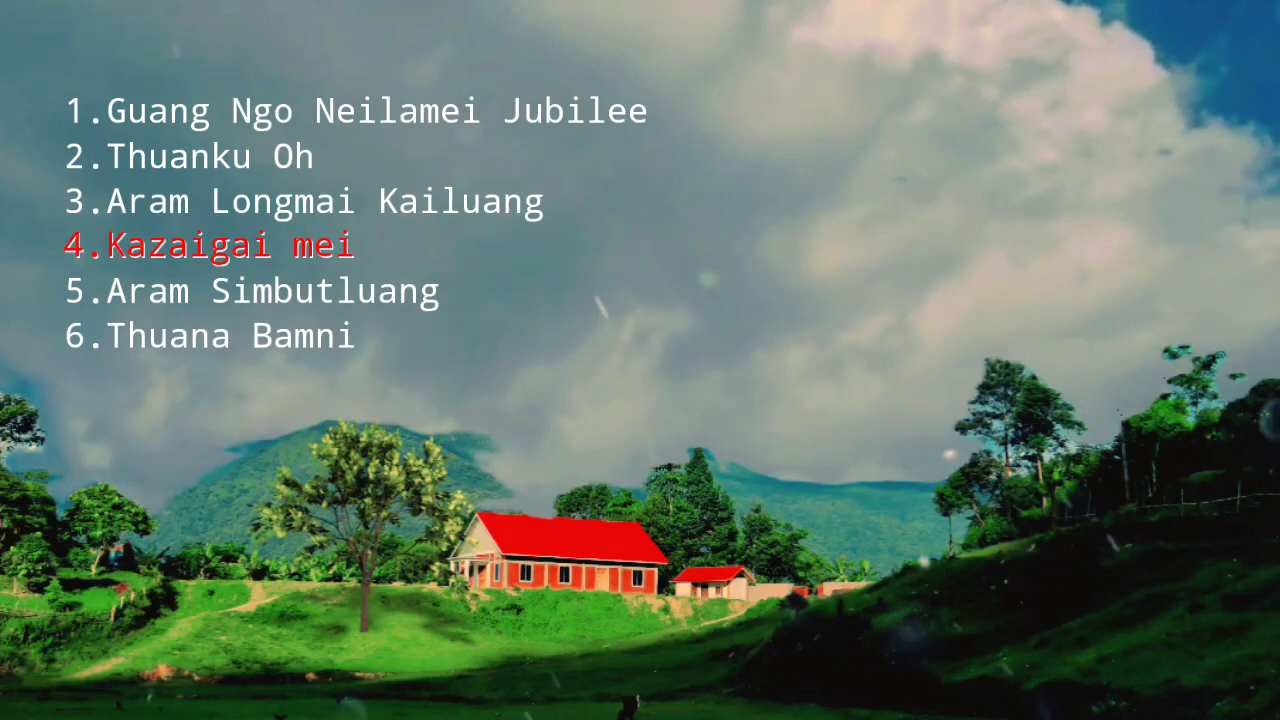 1.Guang Ngo Neilamei Jubilee
2.Thuanku Oh
3.Aram Longmai Kailuang
4.Kazaigai mei
5.Aram Simbutluang
6.Thuana Bamni